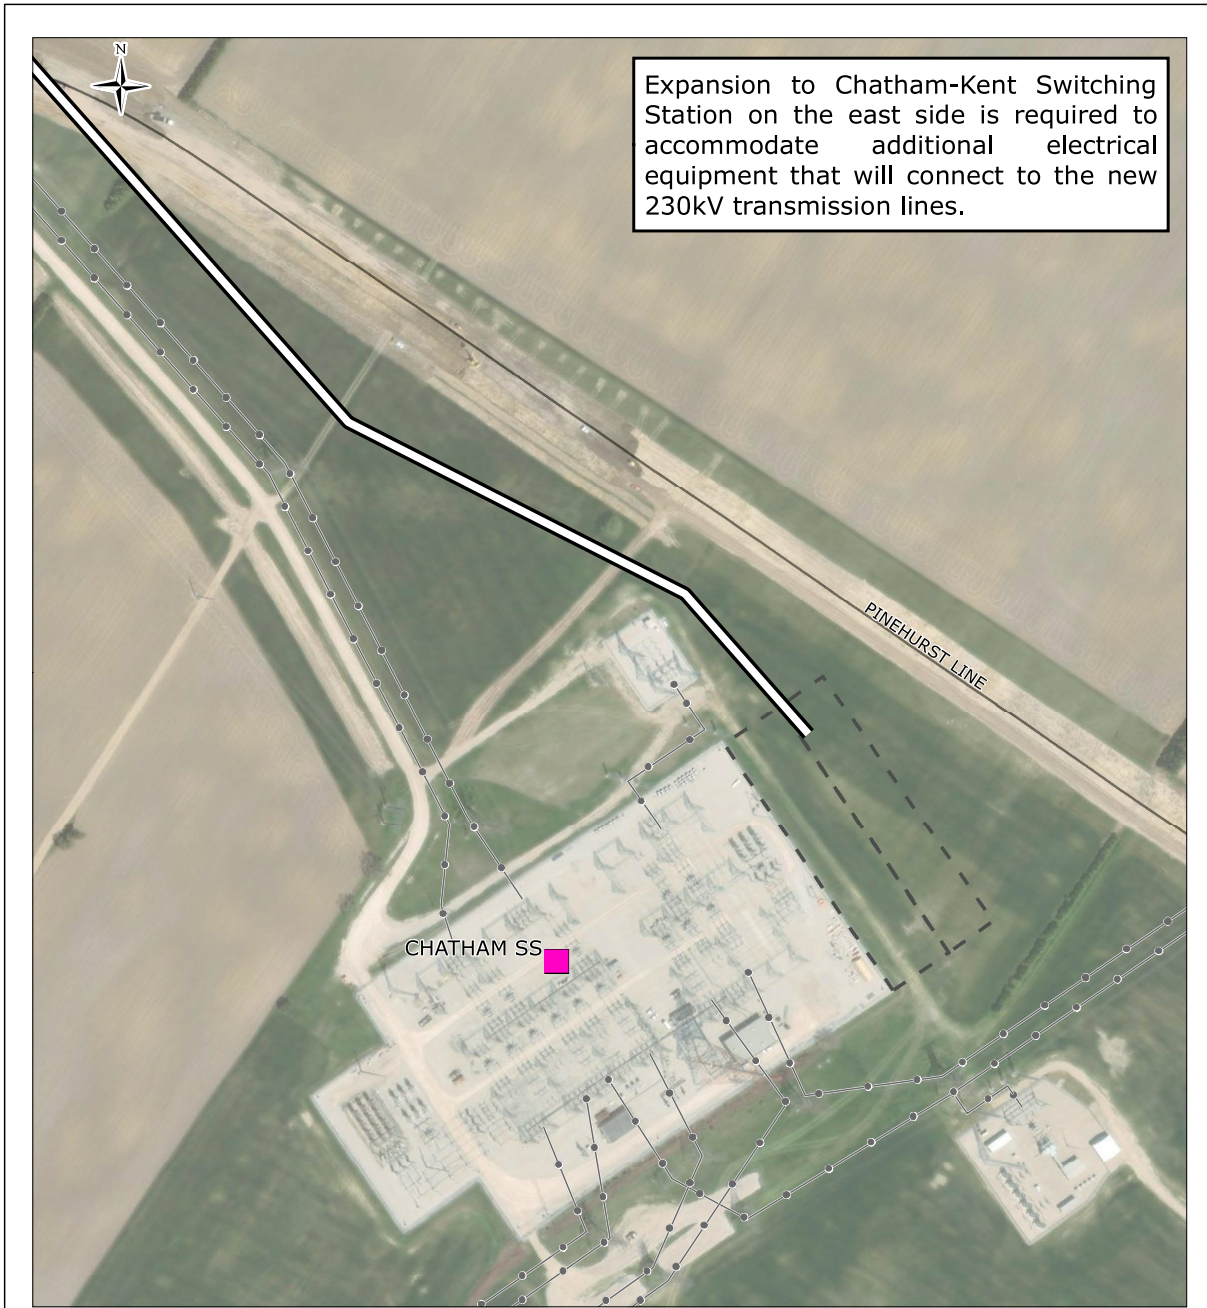 N
Expansion to Chatham-Kent Switching
Station on the east side is required to
accommodate additional electrical
equipment that will connect to the new
230kV transmission lines.
PINEHURST LINE
CHATHAM SS